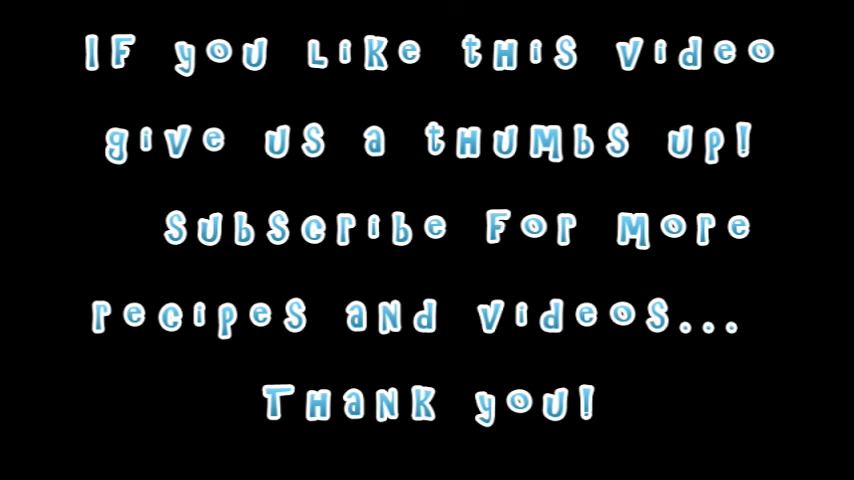 IF you Like tHiS Video
giVe US a tHUMbS Up!
SUbScribe For More
recipeS aNd VideoS...
THaNK yoU!